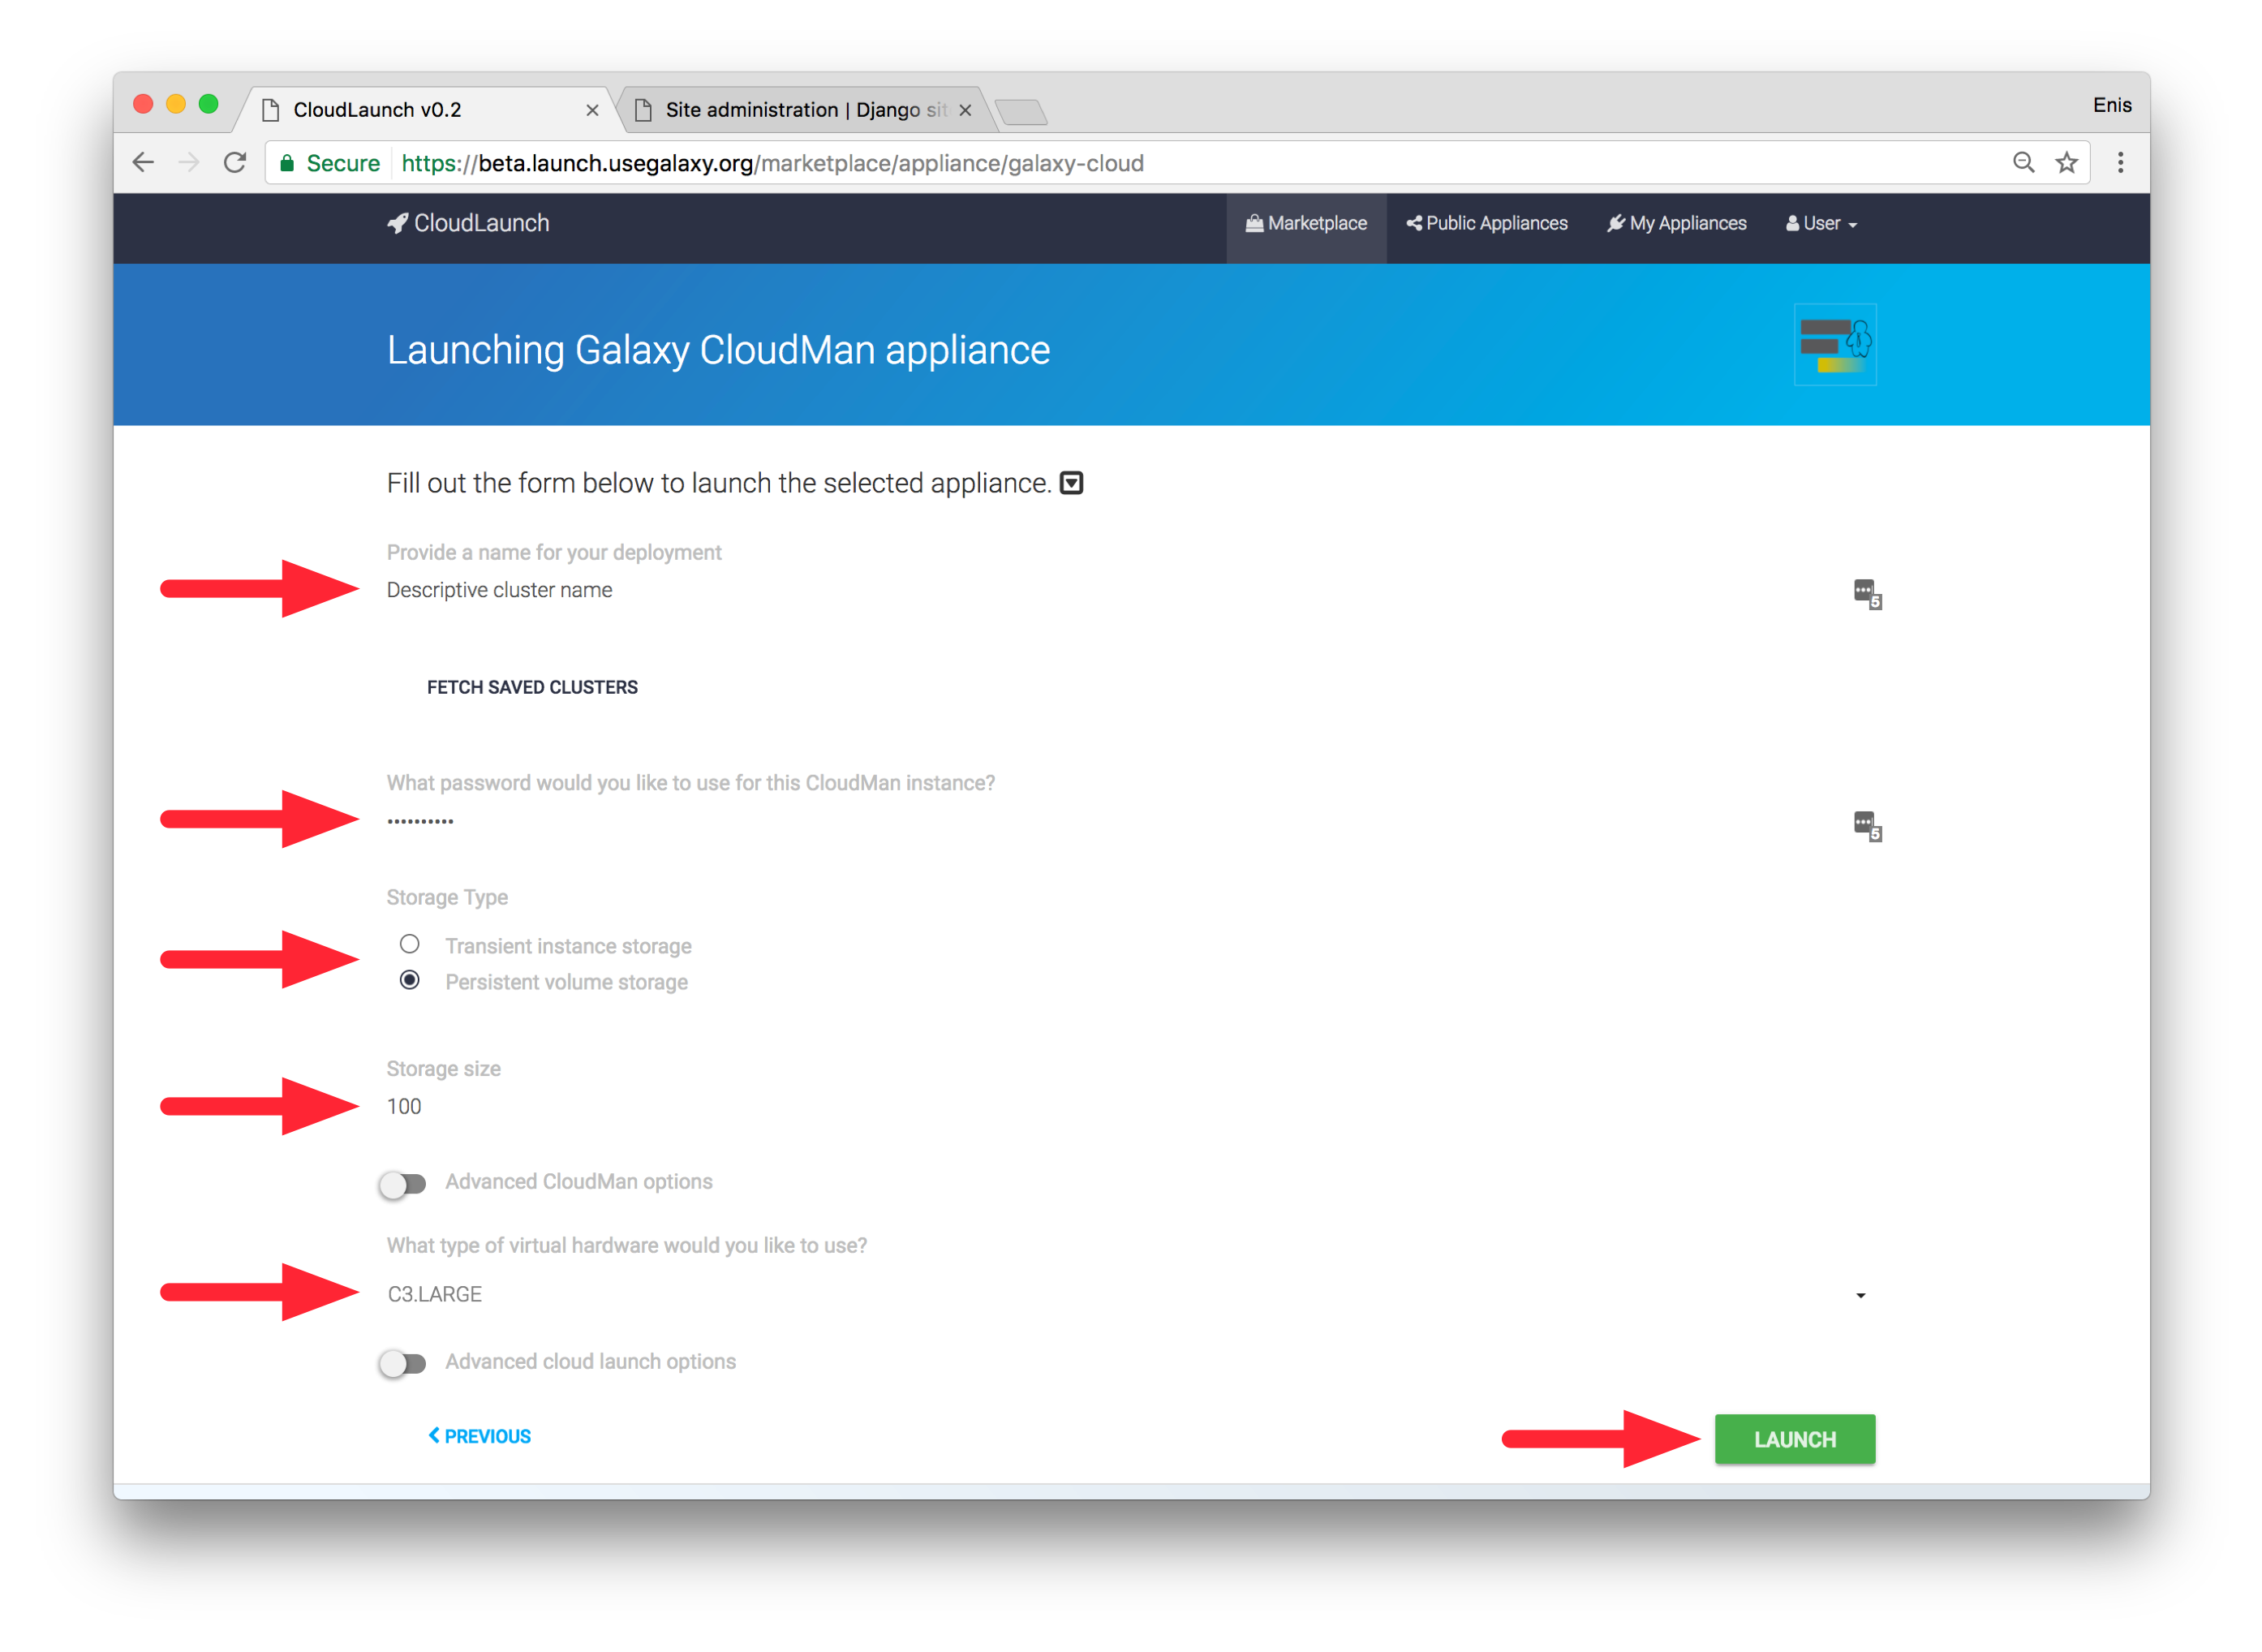 CloudLaunch v0.2
Site administration | Django sit
Enis
Secure https://beta.launch.usegalaxy.org/marketplace/appliance/galaxy-cloud
CloudLaunch Marketplace Public Appliances My Appliances User
Launching Galaxy CloudMan appliance
Fill out the form below to launch the selected appliance.
Provide a name for your deployment
Descriptive cluster name
5
FETCH SAVED CLUSTERS
What password would you like to use for this CloudMan instance?
••••••••••
5
Storage Type
Transient instance storage
Persistent volume storage
Storage size
100
Advanced CloudMan options
What type of virtual hardware would you like to use?
C3.LARGE
Advanced cloud launch options
PREVIOUS
LAUNCH